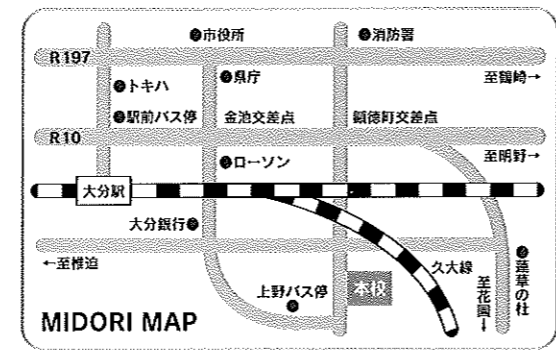 市役所
消防署
R197
県庁
至鶴崎→
トキハ
駅前バス停
金池交差点
顕徳町交差点
R10
ローソン
至明野→
大分駅
大分銀行
←至椎迫
久大線
蓮草の杜
上野バス停
本校
至花園→
MIDORI MAP